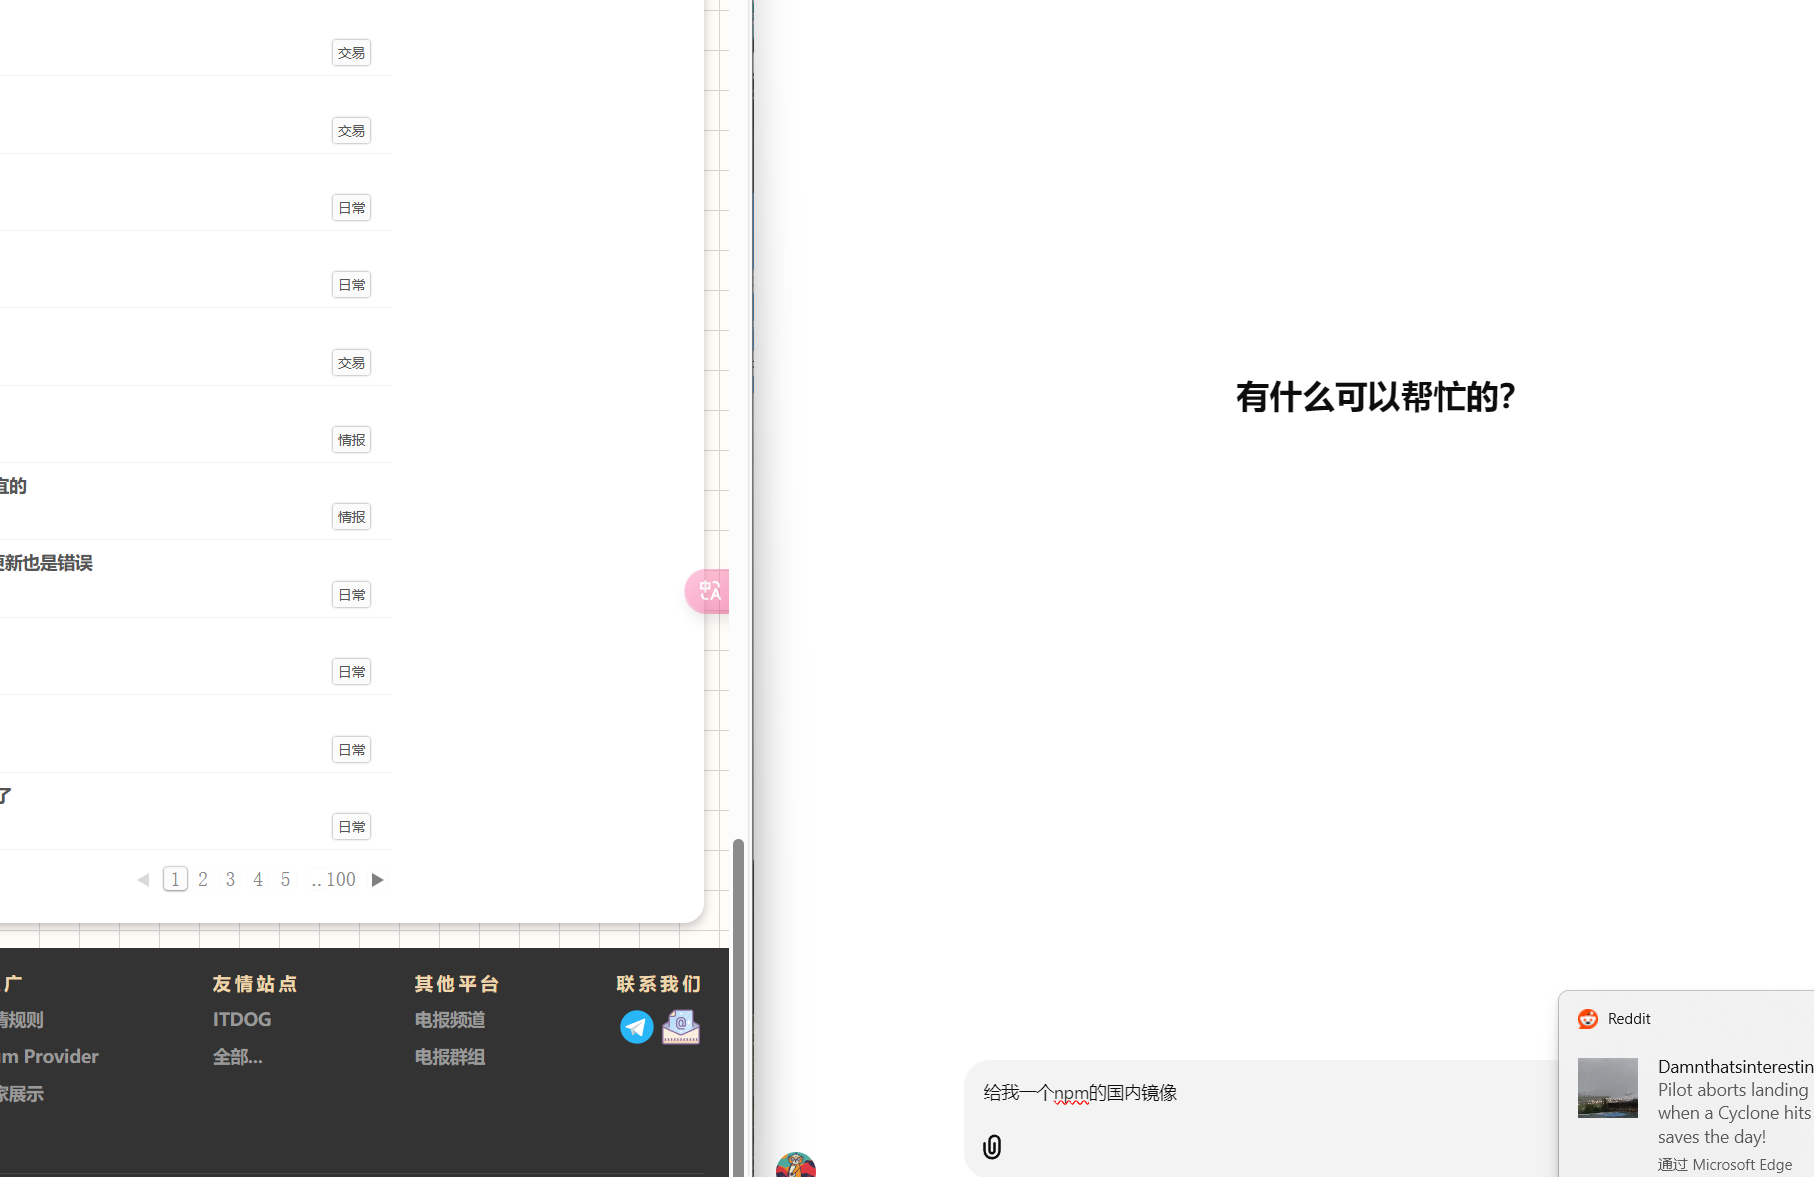 交易
交易
日常
日常
交易
情报
的
情报
新也是错误
日常
日常
日常
了
日常
1 2 3 4 5 ..100
广
友情站点
其他平台
联系我们
规则
ITDOG
电报频道
m Provider
全部...
电报群组
展示
有什么可以帮忙的？
给我一个npm的国内镜像
Reddit
Damnthatsinterestin
Pilot aborts landing
when a Cyclone hits
saves the day!
通过 Microsoft Edge